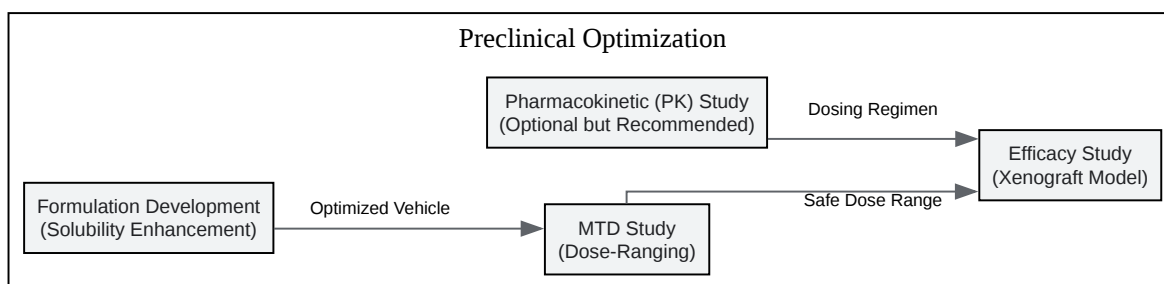 Preclinical Optimization
Pharmacokinetic (PK) Study
(Optional but Recommended)
Dosing Regimen
Efficacy Study
(Xenograft Model)
Formulation Development
(Solubility Enhancement)
Optimized Vehicle
MTD Study
(Dose-Ranging)
Safe Dose Range